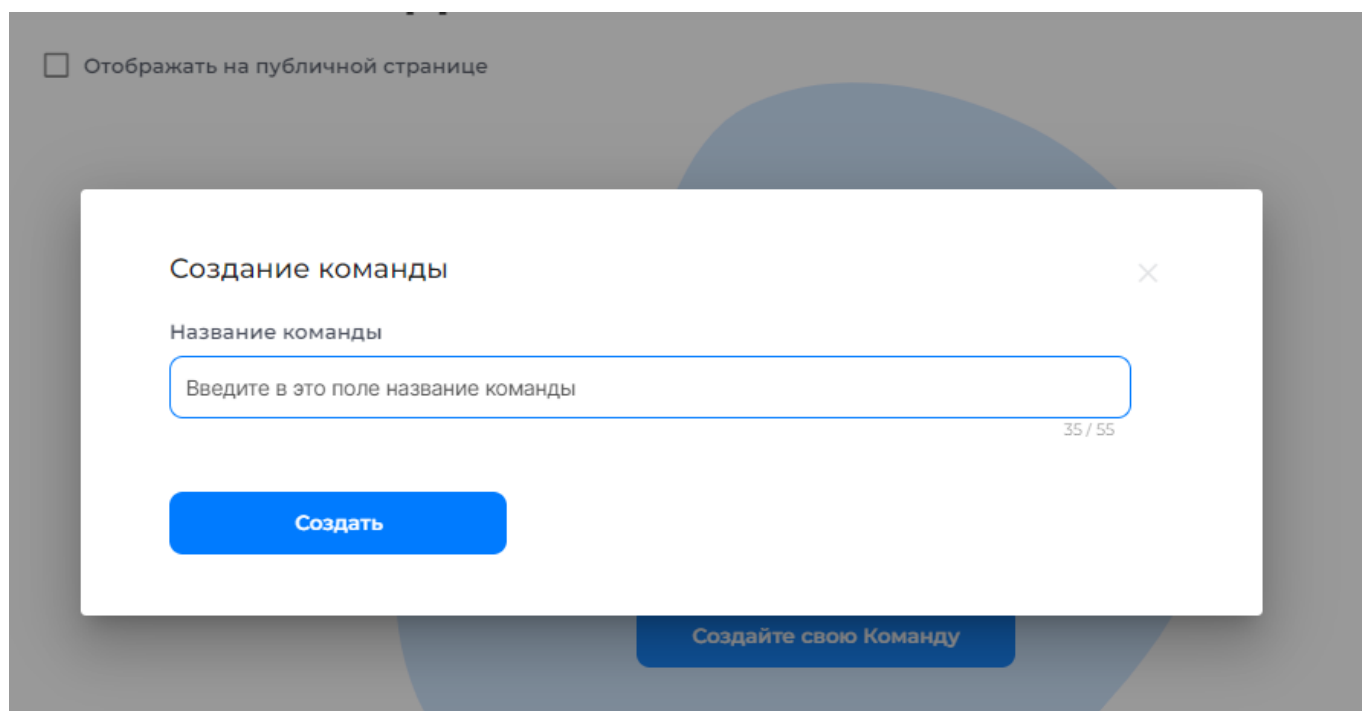 Отображать на публичной странице
Создание команды
Название команды
Введите в это поле название команды
35 / 55
Создать
Создайте свою Команду